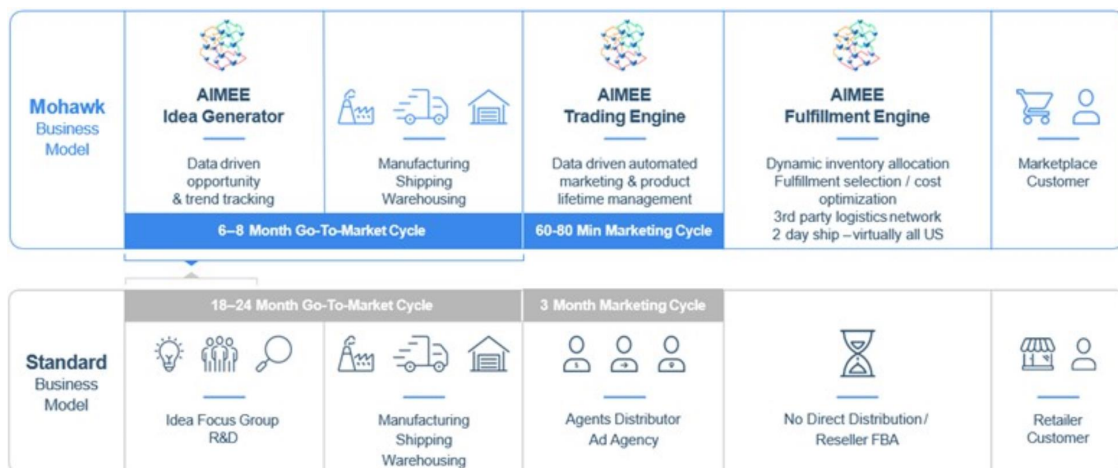 Mohawk
Business
Model
AIMEE
Idea Generator
Data driven
opportunity
& trend tracking
Manufacturing
Shipping
Warehousing
6–8 Month Go-To-Market Cycle
AIMEE
Trading Engine
Data driven automated
marketing & product
lifetime management
60-80 Min Marketing Cycle
AIMEE
Fulfillment Engine
Dynamic inventory allocation
Fulfillment selection / cost
optimization
3rd party logistics network
2 day ship – virtually all US
Marketplace
Customer
Standard
Business
Model
18–24 Month Go-To-Market Cycle
Idea Focus Group
R&D
Manufacturing
Shipping
Warehousing
3 Month Marketing Cycle
Agents Distributor
Ad Agency
No Direct Distribution /
Reseller FBA
Retailer
Customer